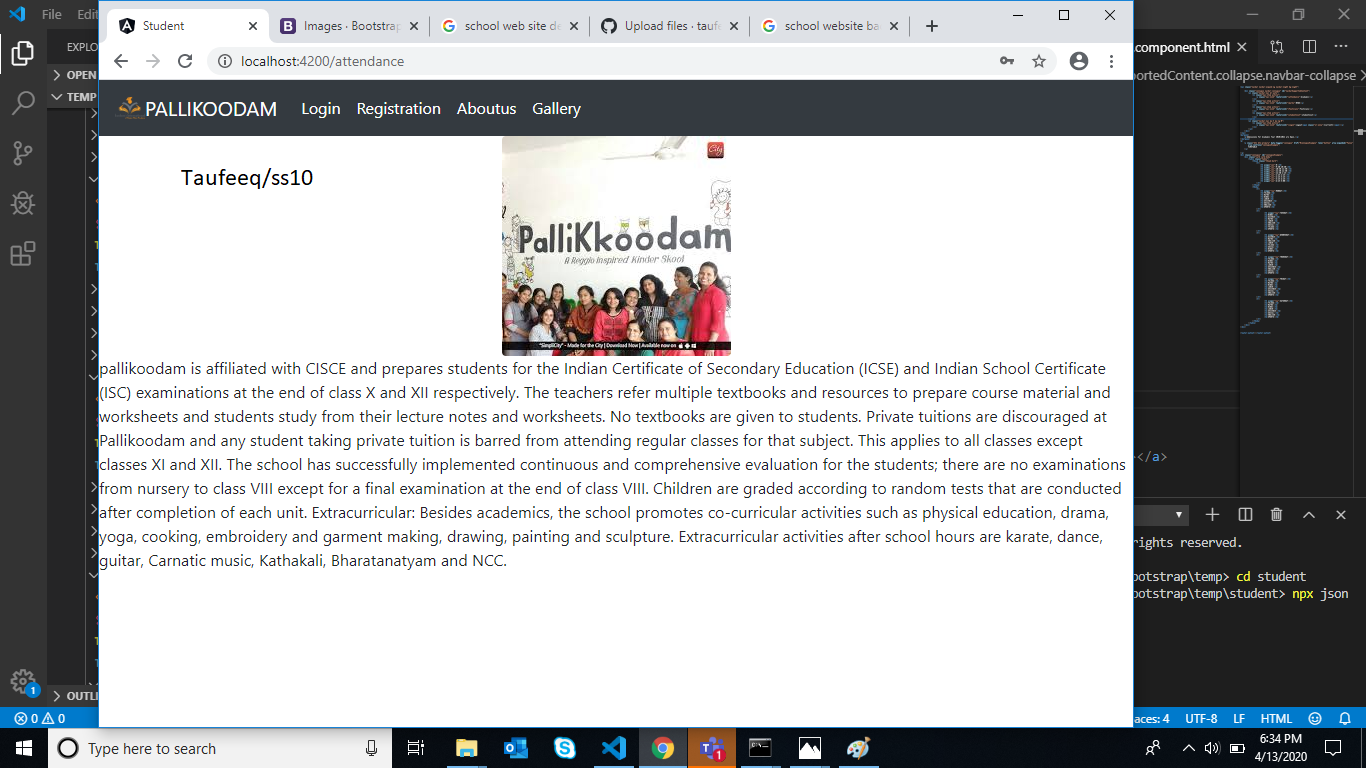 File
Edi
Student
Images · Bootstrap
school web site de
Upload files · taufe
school website ba
.component.html
EXPLO
localhost:4200/attendance
OPEN
portedContent.collapse.navbar-collapse
TEMP
PALLIKOODAM
Login
Registration
Aboutus
Gallery
Taufeeq/ss10
City
PalliKkoodam
A Reggio Inspired Kinder Skool
"SimpliCity" - Made for the City | Download Now | Available now on
pallikoodam is affiliated with CISCE and prepares students for the Indian Certificate of Secondary Education (ICSE) and Indian School Certificate
(ISC) examinations at the end of class X and XII respectively. The teachers refer multiple textbooks and resources to prepare course material and
worksheets and students study from their lecture notes and worksheets. No textbooks are given to students. Private tuitions are discouraged at
Pallikoodam and any student taking private tuition is barred from attending regular classes for that subject. This applies to all classes except
classes XI and XII. The school has successfully implemented continuous and comprehensive evaluation for the students; there are no examinations
from nursery to class VIII except for a final examination at the end of class VIII. Children are graded according to random tests that are conducted
after completion of each unit. Extracurricular: Besides academics, the school promotes co-curricular activities such as physical education, drama,
yoga, cooking, embroidery and garment making, drawing, painting and sculpture. Extracurricular activities after school hours are karate, dance,
guitar, Carnatic music, Kathakali, Bharatanatyam and NCC.
></a>
rights reserved.
ootstrap\temp> cd student
ootstrap\temp\student> npx json
OUTLI
1
0 0
aces: 4
UTF-8
LF
HTML
Type here to search
1
6:34 PM
4/13/2020